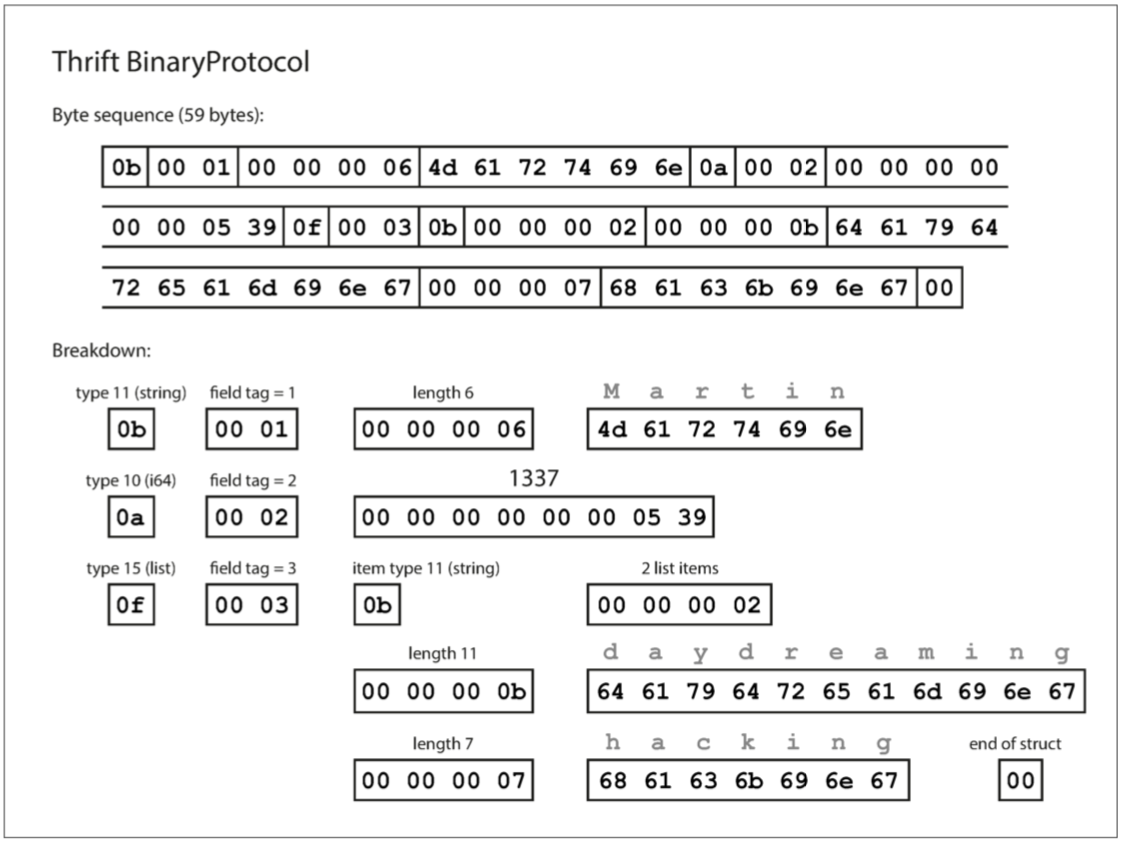 Thrift BinaryProtocol
Byte sequence (59 bytes):
0b 00 01 00 00 00 06 4d 61 72 74 69 6e 0a 00 02 00 00 00 00
00 00 05 39 0f 00 03 0b 00 00 00 02 00 00 00 0b 64 61 79 64
72 65 61 6d 69 6e 67 00 00 00 07 68 61 63 6b 69 6e 67 00
Breakdown:
type 11 (string) field tag = 1 length 6 M a r t i n
0b 00 01 00 00 00 06 4d 61 72 74 69 6e
type 10 (i64) field tag = 2 1337
0a 00 02 00 00 00 00 00 00 05 39
type 15 (list) field tag = 3 item type 11 (string) 2 list items
0f 00 03 0b 00 00 00 02
length 11 d a y d r e a m i n g
00 00 00 0b 64 61 79 64 72 65 61 6d 69 6e 67
length 7 h a c k i n g end of struct
00 00 00 07 68 61 63 6b 69 6e 67 00